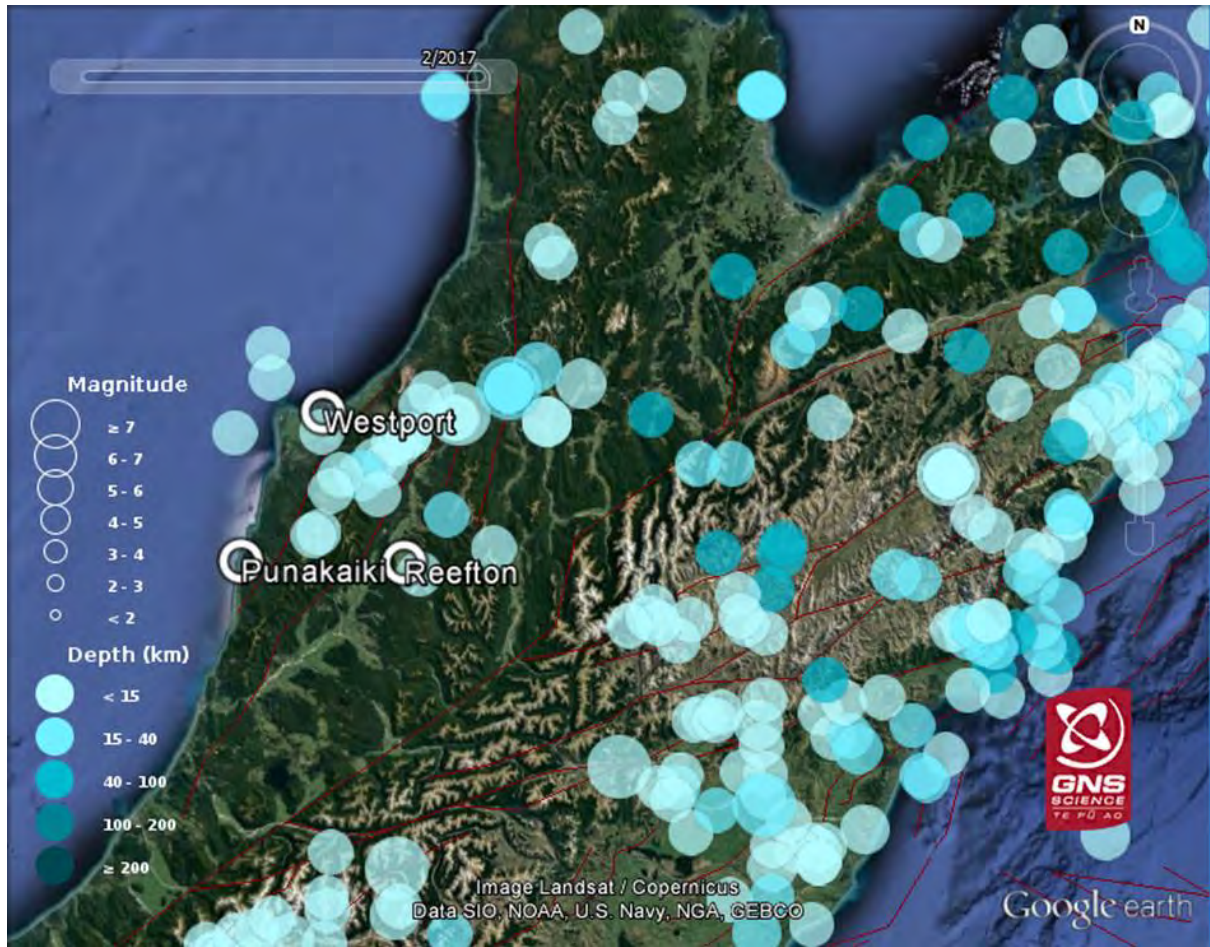 N
2/2017
Magnitude
≥ 7
6 - 7
5 - 6
4 - 5
3 - 4
2 - 3
< 2
Westport
Punakaiki
Reefton
Depth (km)
< 15
15 - 40
40 - 100
100 - 200
≥ 200
GNS
SCIENCE
TE PŪ AO
Image Landsat / Copernicus
Data SIO, NOAA, U.S. Navy, NGA, GEBCO
Google earth